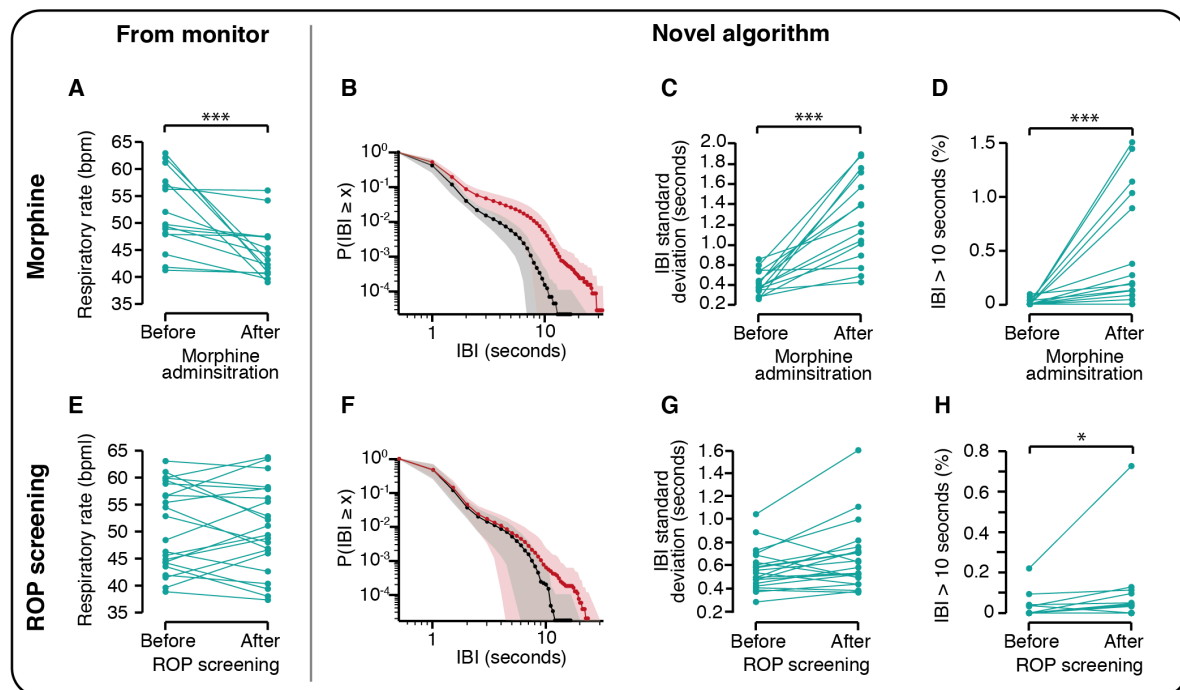 From monitor
Novel algorithm
Morphine
A
***
Respiratory rate (bpm)
65
60
55
50
45
40
35
Before
After
Morphine
adminsitration
B
P(IBI ≥ x)
10⁰
10⁻¹
10⁻²
10⁻³
10⁻⁴
1
10
IBI (seconds)
C
***
IBI standard
deviation (seconds)
2.0
1.8
1.6
1.4
1.2
1.0
0.8
0.6
0.4
0.2
Before
After
Morphine
adminsitration
D
***
IBI > 10 seconds (%)
1.5
1.0
0.5
0
Before
After
Morphine
adminsitration
ROP screening
E
Respiratory rate (bpml)
65
60
55
50
45
40
35
Before
After
ROP screening
F
P(IBI ≥ x)
10⁰
10⁻¹
10⁻²
10⁻³
10⁻⁴
1
10
IBI (seconds)
G
IBI standard
deviation (seconds)
1.6
1.4
1.2
1.0
0.8
0.6
0.4
0.2
Before
After
ROP screening
H
*
IBI > 10 seconds (%)
0.8
0.6
0.4
0.2
0
Before
After
ROP screening